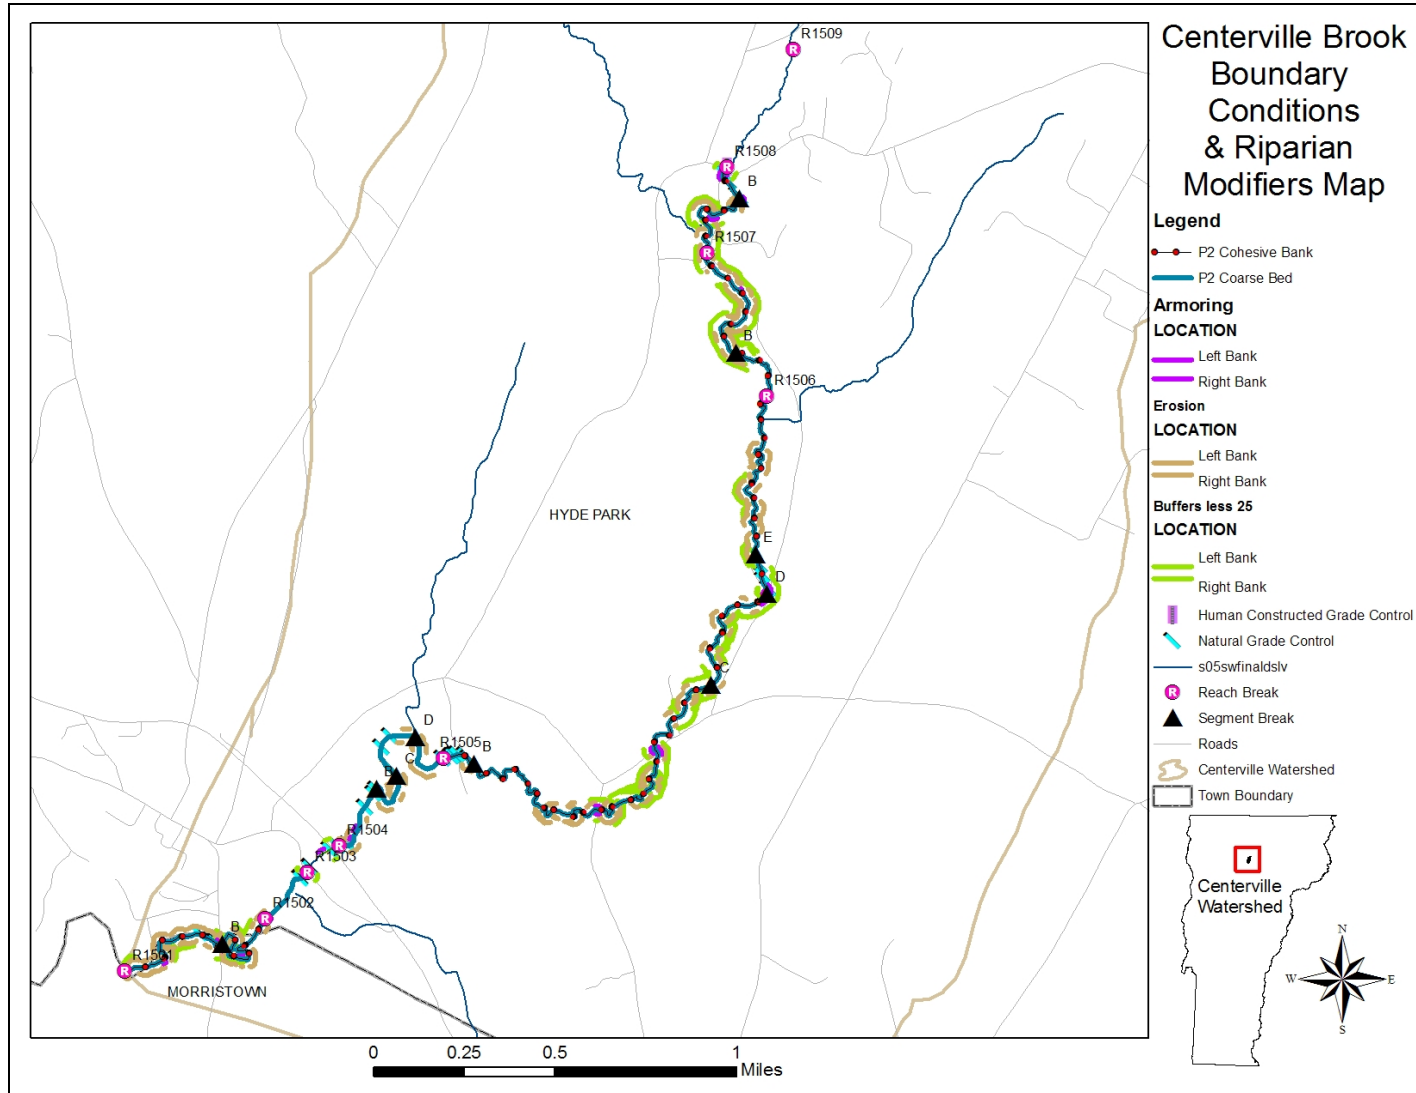 Centerville Brook
Boundary
Conditions
& Riparian
Modifiers Map
Legend
P2 Cohesive Bank
P2 Coarse Bed
Armoring
LOCATION
Left Bank
Right Bank
Erosion
LOCATION
Left Bank
Right Bank
Buffers less 25
LOCATION
Left Bank
Right Bank
Human Constructed Grade Control
Natural Grade Control
s05swfinaldslv
R Reach Break
Segment Break
Roads
Centerville Watershed
Town Boundary
Centerville
Watershed
N
W E
S
R1509
R
R1508
R
B
R1507
R
B
R1506
R
HYDE PARK
E
D
C
D
R1505
R
B
C
B
R1504
R
R1503
R
R1502
R
B
R1501
R
MORRISTOWN
0 0.25 0.5 1
Miles